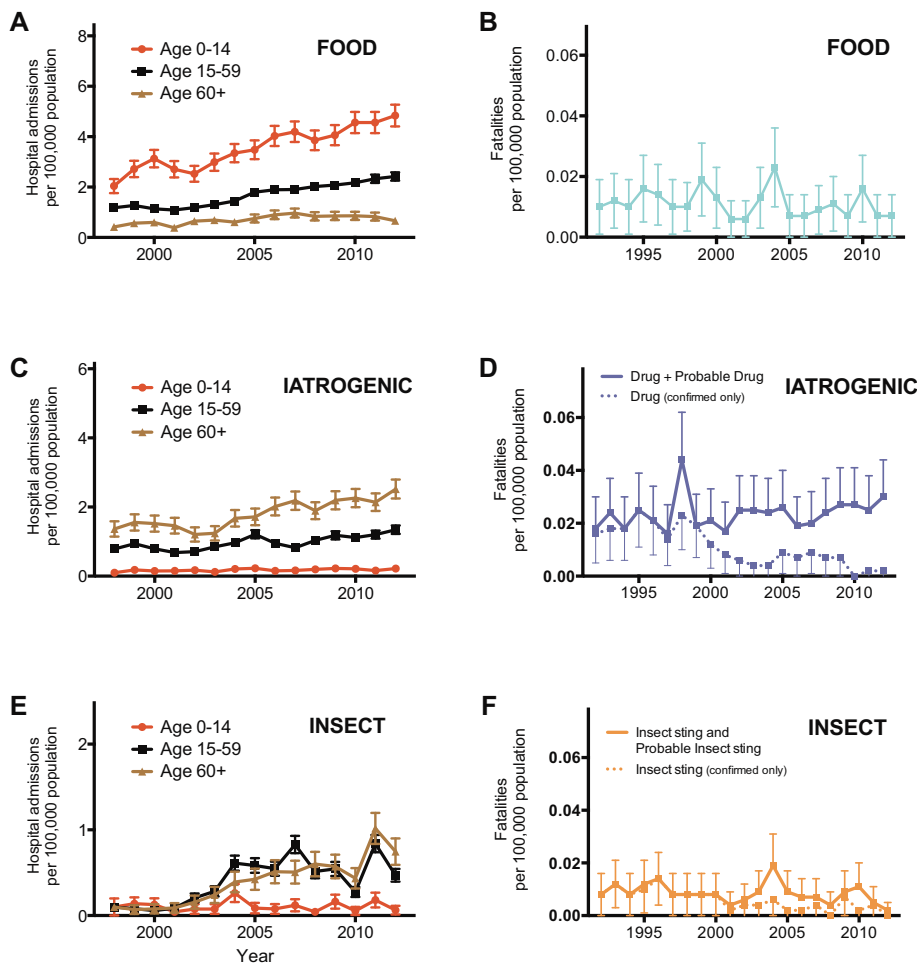 A
Hospital admissions
per 100,000 population
8
6
4
2
0
2000
2005
2010
Age 0-14
Age 15-59
Age 60+
FOOD
B
Fatalities
per 100,000 population
0.06
0.04
0.02
0.00
1995
2000
2005
2010
FOOD
C
Hospital admissions
per 100,000 population
6
4
2
0
2000
2005
2010
Age 0-14
Age 15-59
Age 60+
IATROGENIC
D
Fatalities
per 100,000 population
0.06
0.04
0.02
0.00
1995
2000
2005
2010
Drug + Probable Drug
Drug (confirmed only)
IATROGENIC
E
Hospital admissions
per 100,000 population
2
1
0
2000
2005
2010
Year
Age 0-14
Age 15-59
Age 60+
INSECT
F
Fatalities
per 100,000 population
0.06
0.04
0.02
0.00
1995
2000
2005
2010
Insect sting and
Probable Insect sting
Insect sting (confirmed only)
INSECT